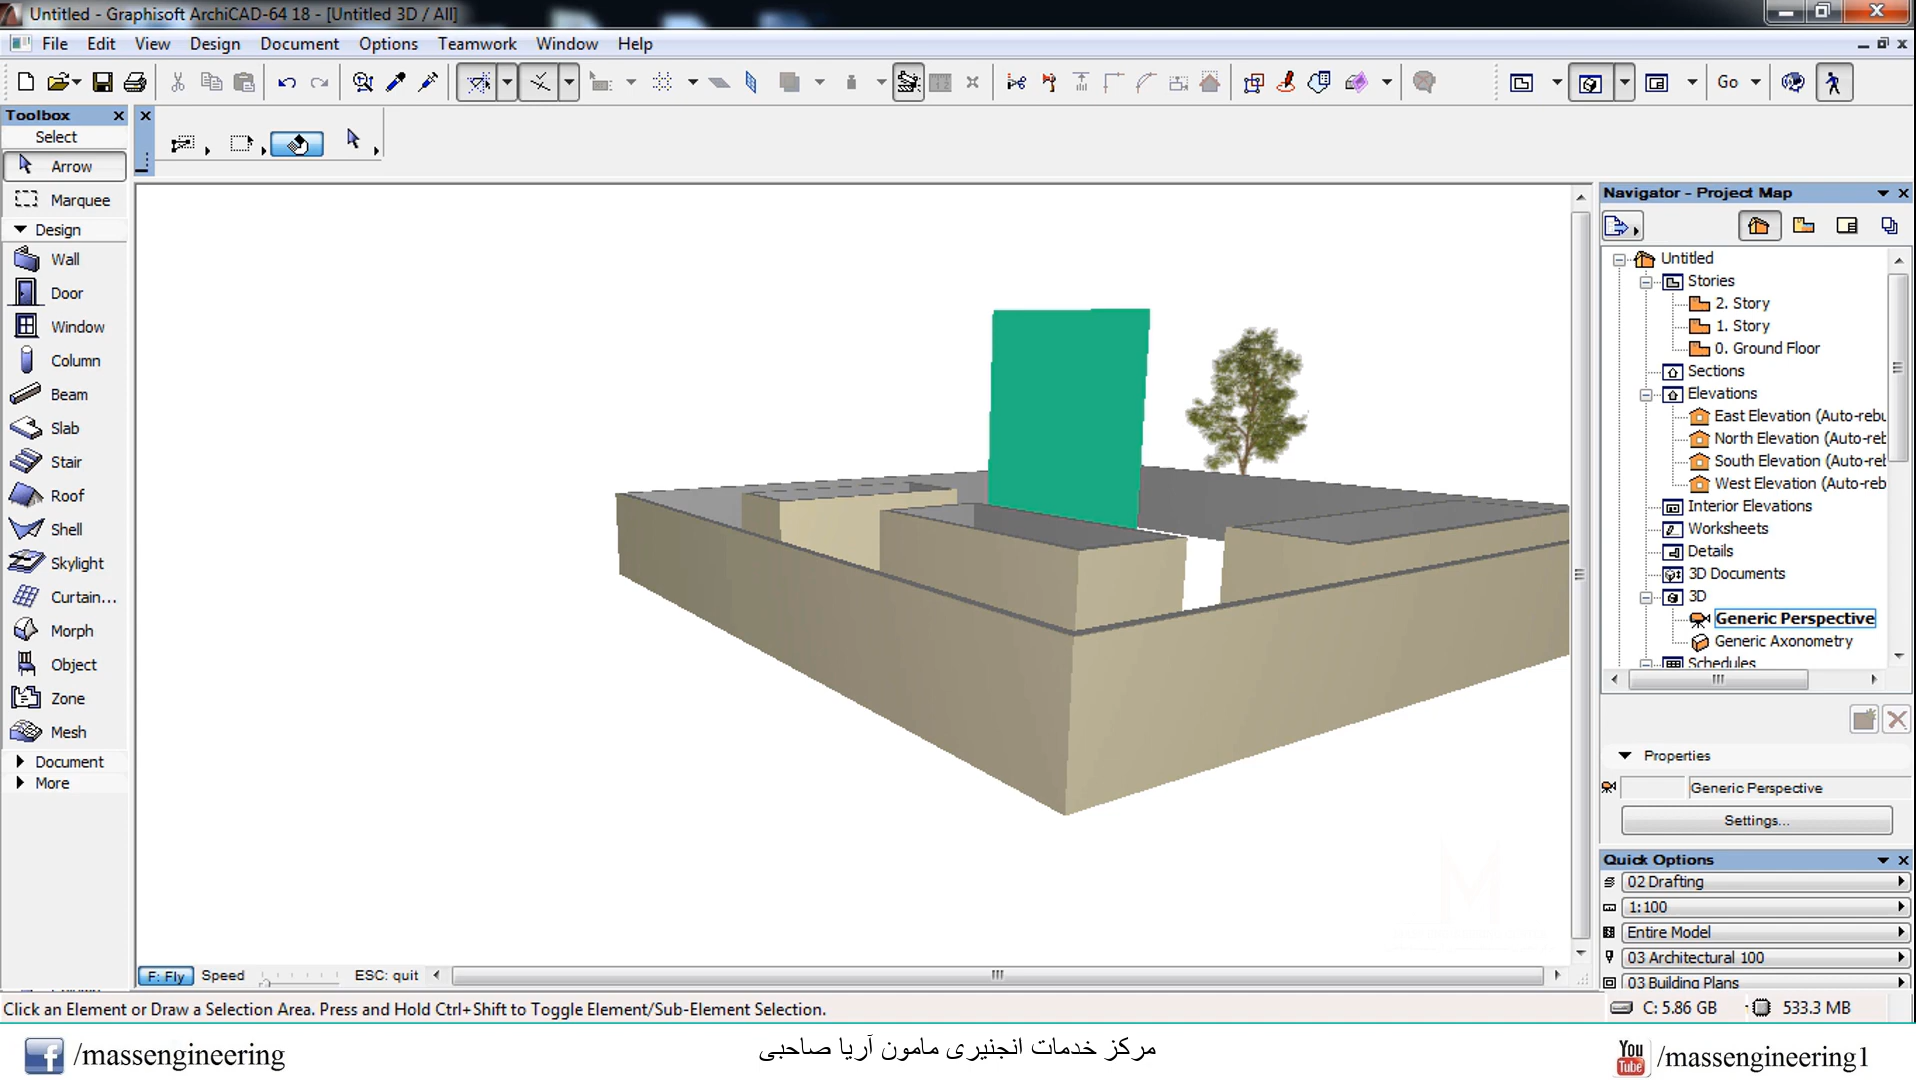 Untitled - Graphisoft ArchiCAD-64 18 - [Untitled 3D / All]
File Edit View Design Document Options Teamwork Window Help
Go
Toolbox
Select
Arrow
Marquee
Design
Wall
Door
Window
Column
Beam
Slab
Stair
Roof
Shell
Skylight
Curtain...
Morph
Object
Zone
Mesh
Document
More
Navigator - Project Map
Untitled
Stories
2. Story
1. Story
0. Ground Floor
Sections
Elevations
East Elevation (Auto-rebu
North Elevation (Auto-ret
South Elevation (Auto-re
West Elevation (Auto-reb
Interior Elevations
Worksheets
Details
3D Documents
3D
Generic Perspective
Generic Axonometry
Schedules
Properties
Generic Perspective
Settings...
Quick Options
02 Drafting
1:100
Entire Model
03 Architectural 100
03 Building Plans
F: Fly Speed ESC: quit
Click an Element or Draw a Selection Area. Press and Hold Ctrl+Shift to Toggle Element/Sub-Element Selection.
C: 5.86 GB 533.3 MB
/massengineering
مرکز خدمات انجنیری مامون آریا صاحبی
You Tube /massengineering1